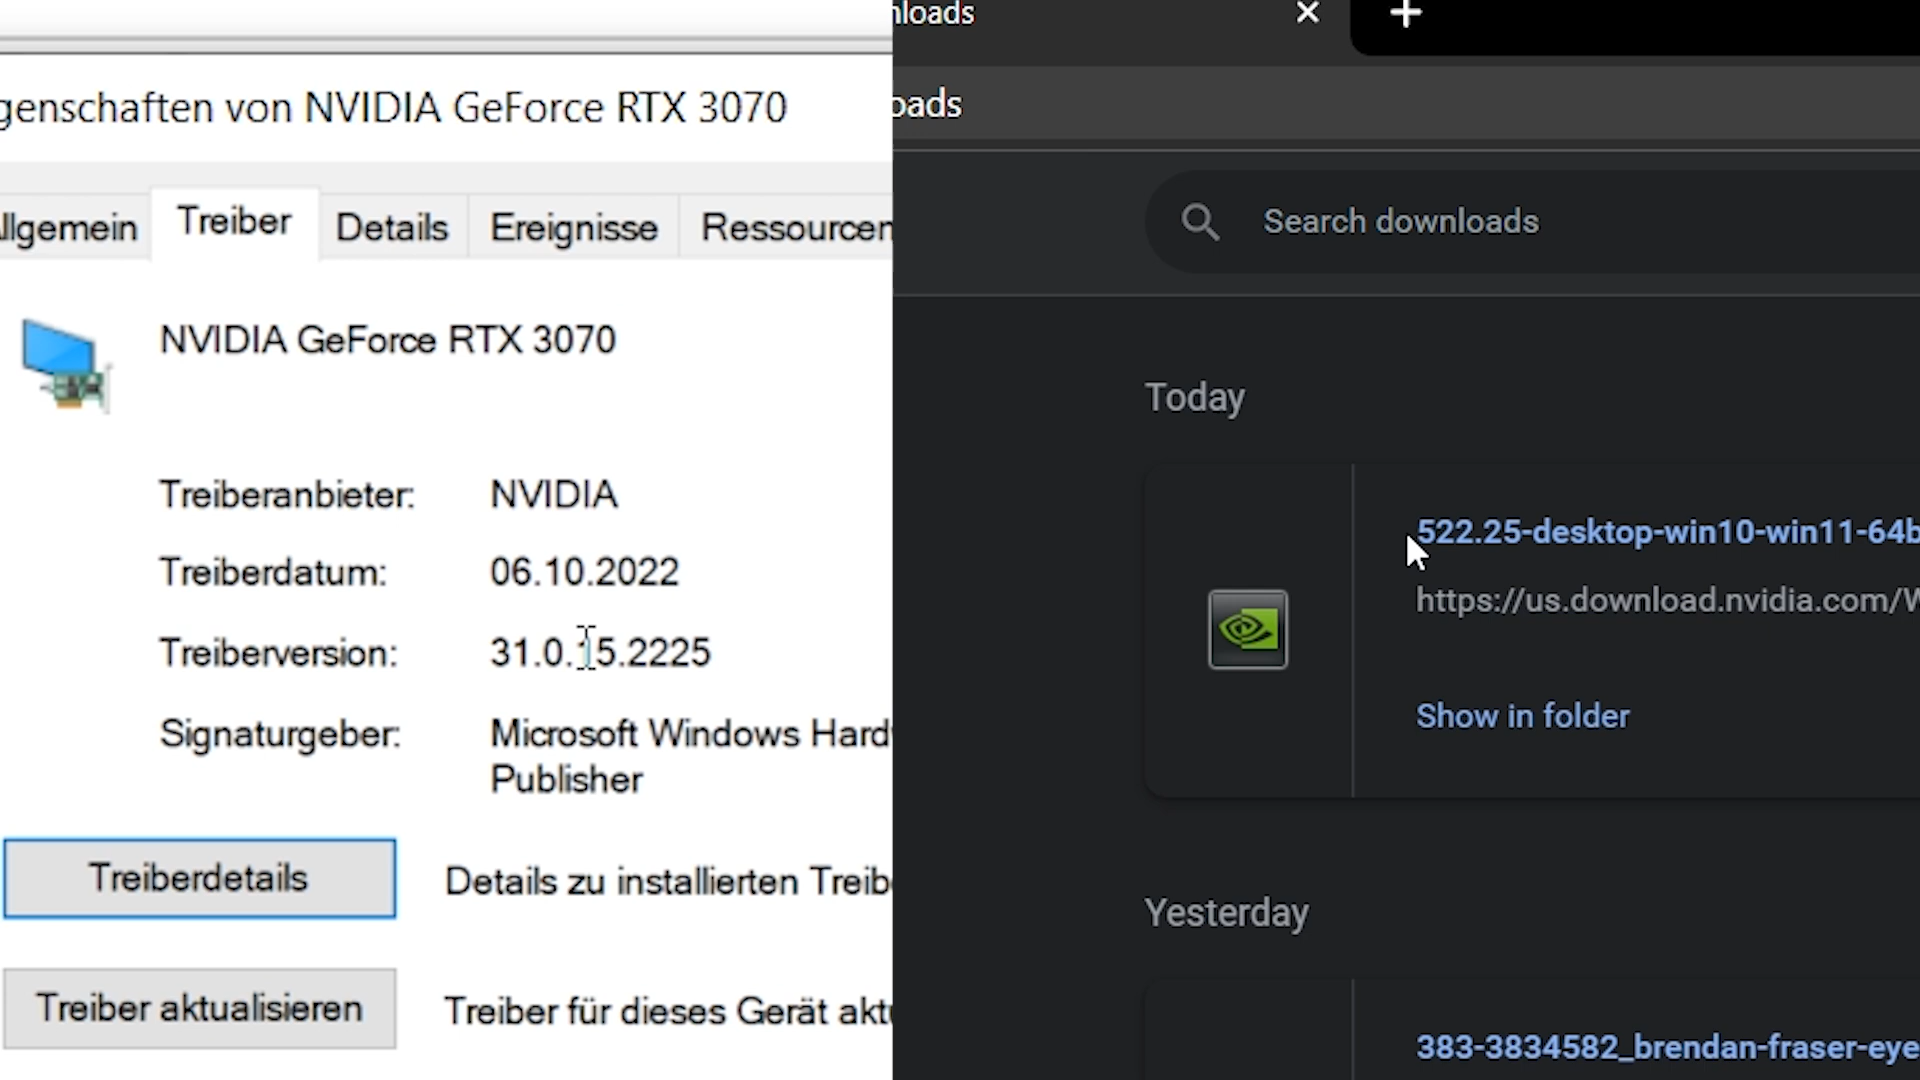 genschaften von NVIDIA GeForce RTX 3070
llgemein
Treiber
Details
Ereignisse
Ressourcen
NVIDIA GeForce RTX 3070
Treiberanbieter: NVIDIA
Treiberdatum: 06.10.2022
Treiberversion: 31.0.15.2225
Signaturgeber: Microsoft Windows Hard
Publisher
Treiberdetails
Details zu installierten Treib
Treiber aktualisieren
Treiber für dieses Gerät akt
nloads
oads
Search downloads
Today
522.25-desktop-win10-win11-64b
https://us.download.nvidia.com/W
Show in folder
Yesterday
383-3834582_brendan-fraser-eye